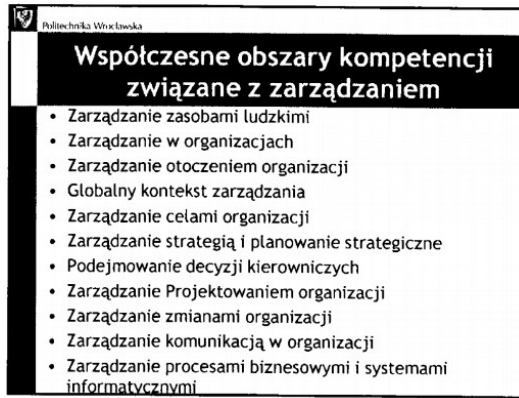 Politechnika Wrocławska
Współczesne obszary kompetencji
związane z zarządzaniem
• Zarządzanie zasobami ludzkimi
• Zarządzanie w organizacjach
• Zarządzanie otoczeniem organizacji
• Globalny kontekst zarządzania
• Zarządzanie celami organizacji
• Zarządzanie strategią i planowanie strategiczne
• Podejmowanie decyzji kierowniczych
• Zarządzanie Projektowaniem organizacji
• Zarządzanie zmianami organizacji
• Zarządzanie komunikacją w organizacji
• Zarządzanie procesami biznesowymi i systemami
informatycznymi